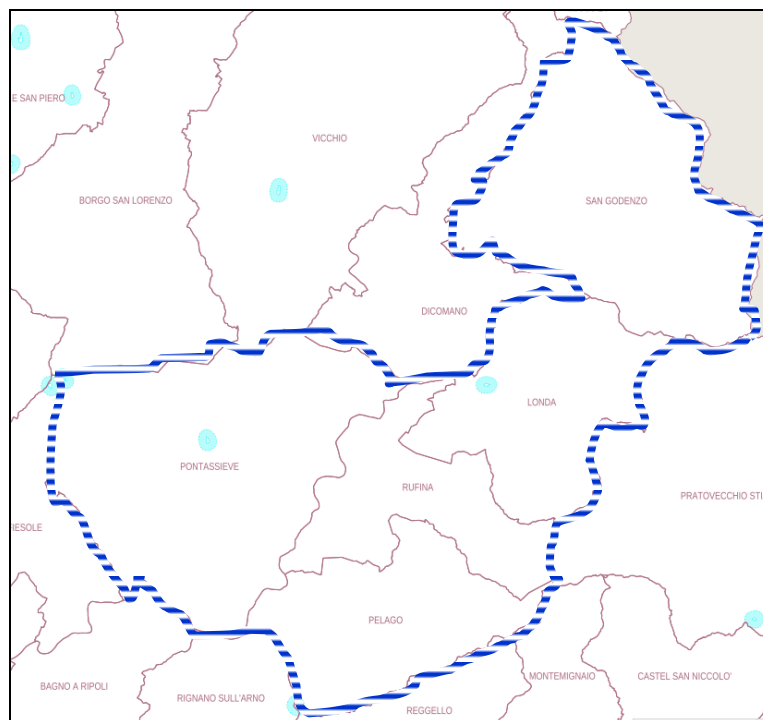 E SAN PIERO
VICCHIO
BORGO SAN LORENZO
SAN GODENZO
DICOMANO
LONDA
PONTASSIEVE
RUFINA
PRATOVECCHIO STI
IESOLE
PELAGO
MONTEMIGNAIO
CASTEL SAN NICCOLO'
BAGNO A RIPOLI
RIGNANO SULL'ARNO
REGGELLO